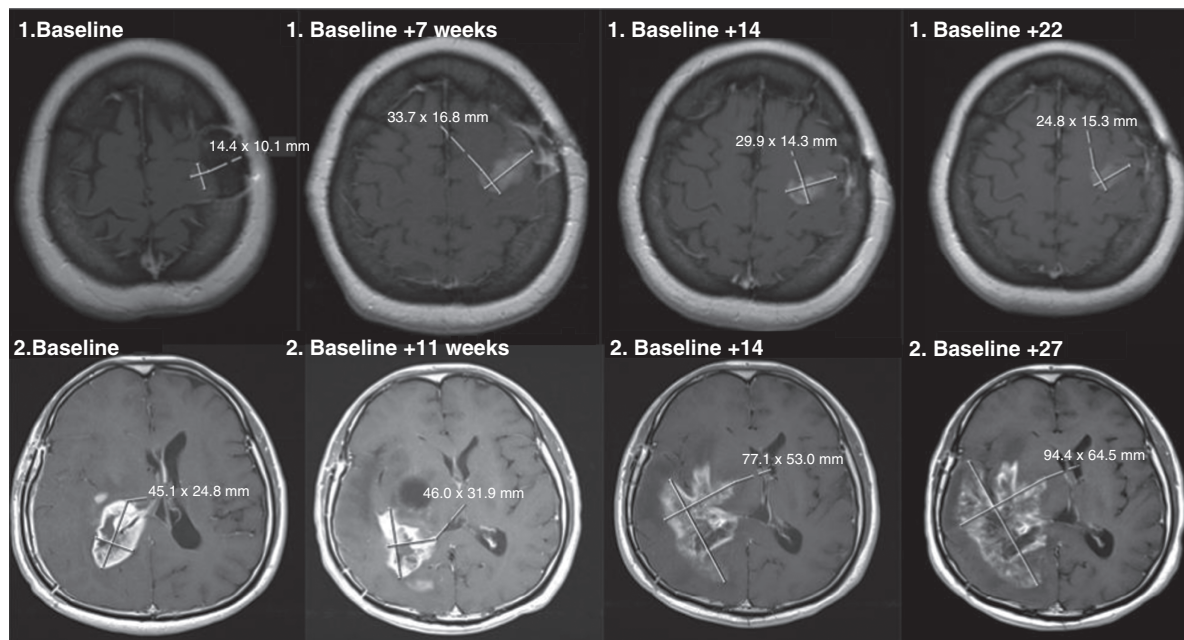 1.Baseline
1. Baseline +7 weeks
1. Baseline +14
1. Baseline +22
14.4 x 10.1 mm
33.7 x 16.8 mm
29.9 x 14.3 mm
24.8 x 15.3 mm
2.Baseline
2. Baseline +11 weeks
2. Baseline +14
2. Baseline +27
45.1 x 24.8 mm
46.0 x 31.9 mm
77.1 x 53.0 mm
94.4 x 64.5 mm